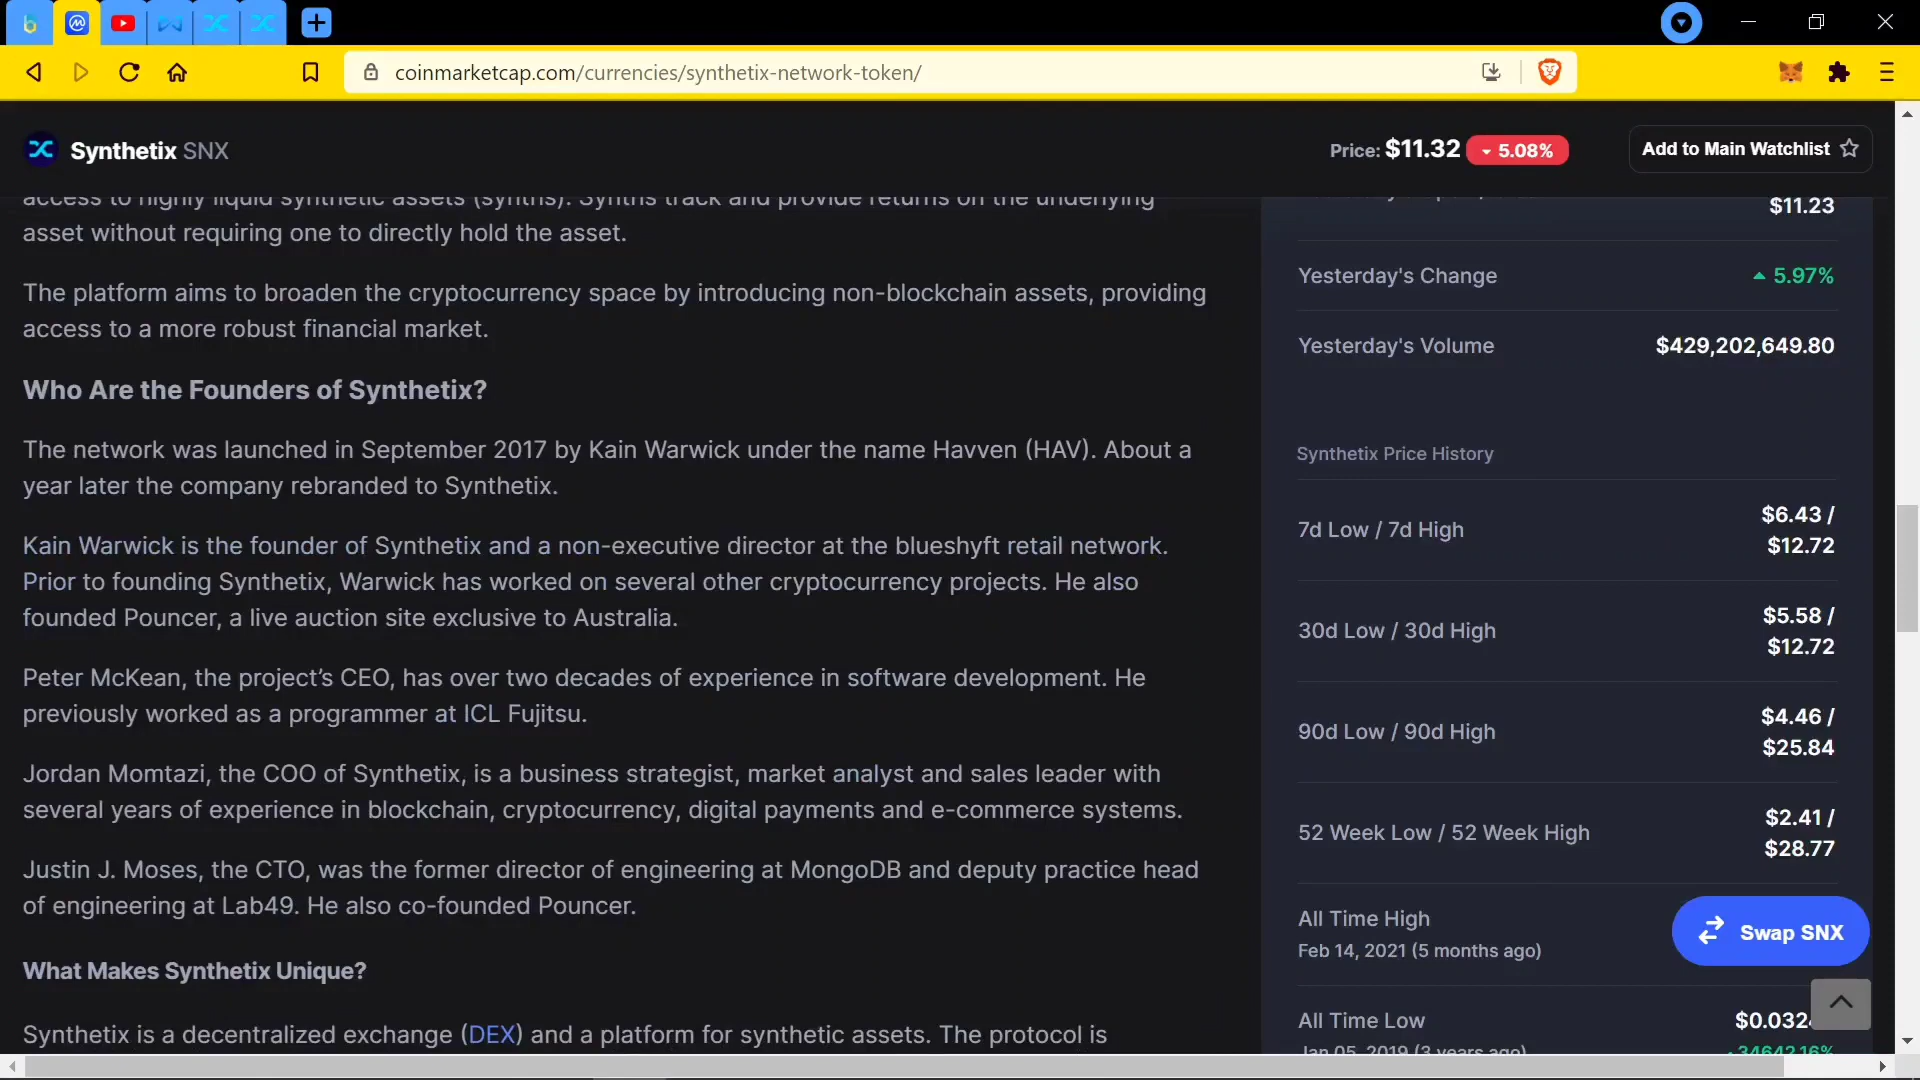 coinmarketcap.com/currencies/synthetix-network-token/
Synthetix SNX
Price: $11.32 5.08%
Add to Main Watchlist
access to highly liquid synthetic assets (synths). Synths track and provide returns on the underlying
asset without requiring one to directly hold the asset.
The platform aims to broaden the cryptocurrency space by introducing non-blockchain assets, providing
access to a more robust financial market.
Who Are the Founders of Synthetix?
The network was launched in September 2017 by Kain Warwick under the name Havven (HAV). About a
year later the company rebranded to Synthetix.
Kain Warwick is the founder of Synthetix and a non-executive director at the blueshyft retail network.
Prior to founding Synthetix, Warwick has worked on several other cryptocurrency projects. He also
founded Pouncer, a live auction site exclusive to Australia.
Peter McKean, the project’s CEO, has over two decades of experience in software development. He
previously worked as a programmer at ICL Fujitsu.
Jordan Momtazi, the COO of Synthetix, is a business strategist, market analyst and sales leader with
several years of experience in blockchain, cryptocurrency, digital payments and e-commerce systems.
Justin J. Moses, the CTO, was the former director of engineering at MongoDB and deputy practice head
of engineering at Lab49. He also co-founded Pouncer.
What Makes Synthetix Unique?
Synthetix is a decentralized exchange (DEX) and a platform for synthetic assets. The protocol is
$11.23
Yesterday's Change 5.97%
Yesterday's Volume $429,202,649.80
Synthetix Price History
7d Low / 7d High $6.43 /
$12.72
30d Low / 30d High $5.58 /
$12.72
90d Low / 90d High $4.46 /
$25.84
52 Week Low / 52 Week High $2.41 /
$28.77
All Time High
Feb 14, 2021 (5 months ago)
Swap SNX
All Time Low $0.0324
Jan 05, 2019 (3 years ago) 34642.16%